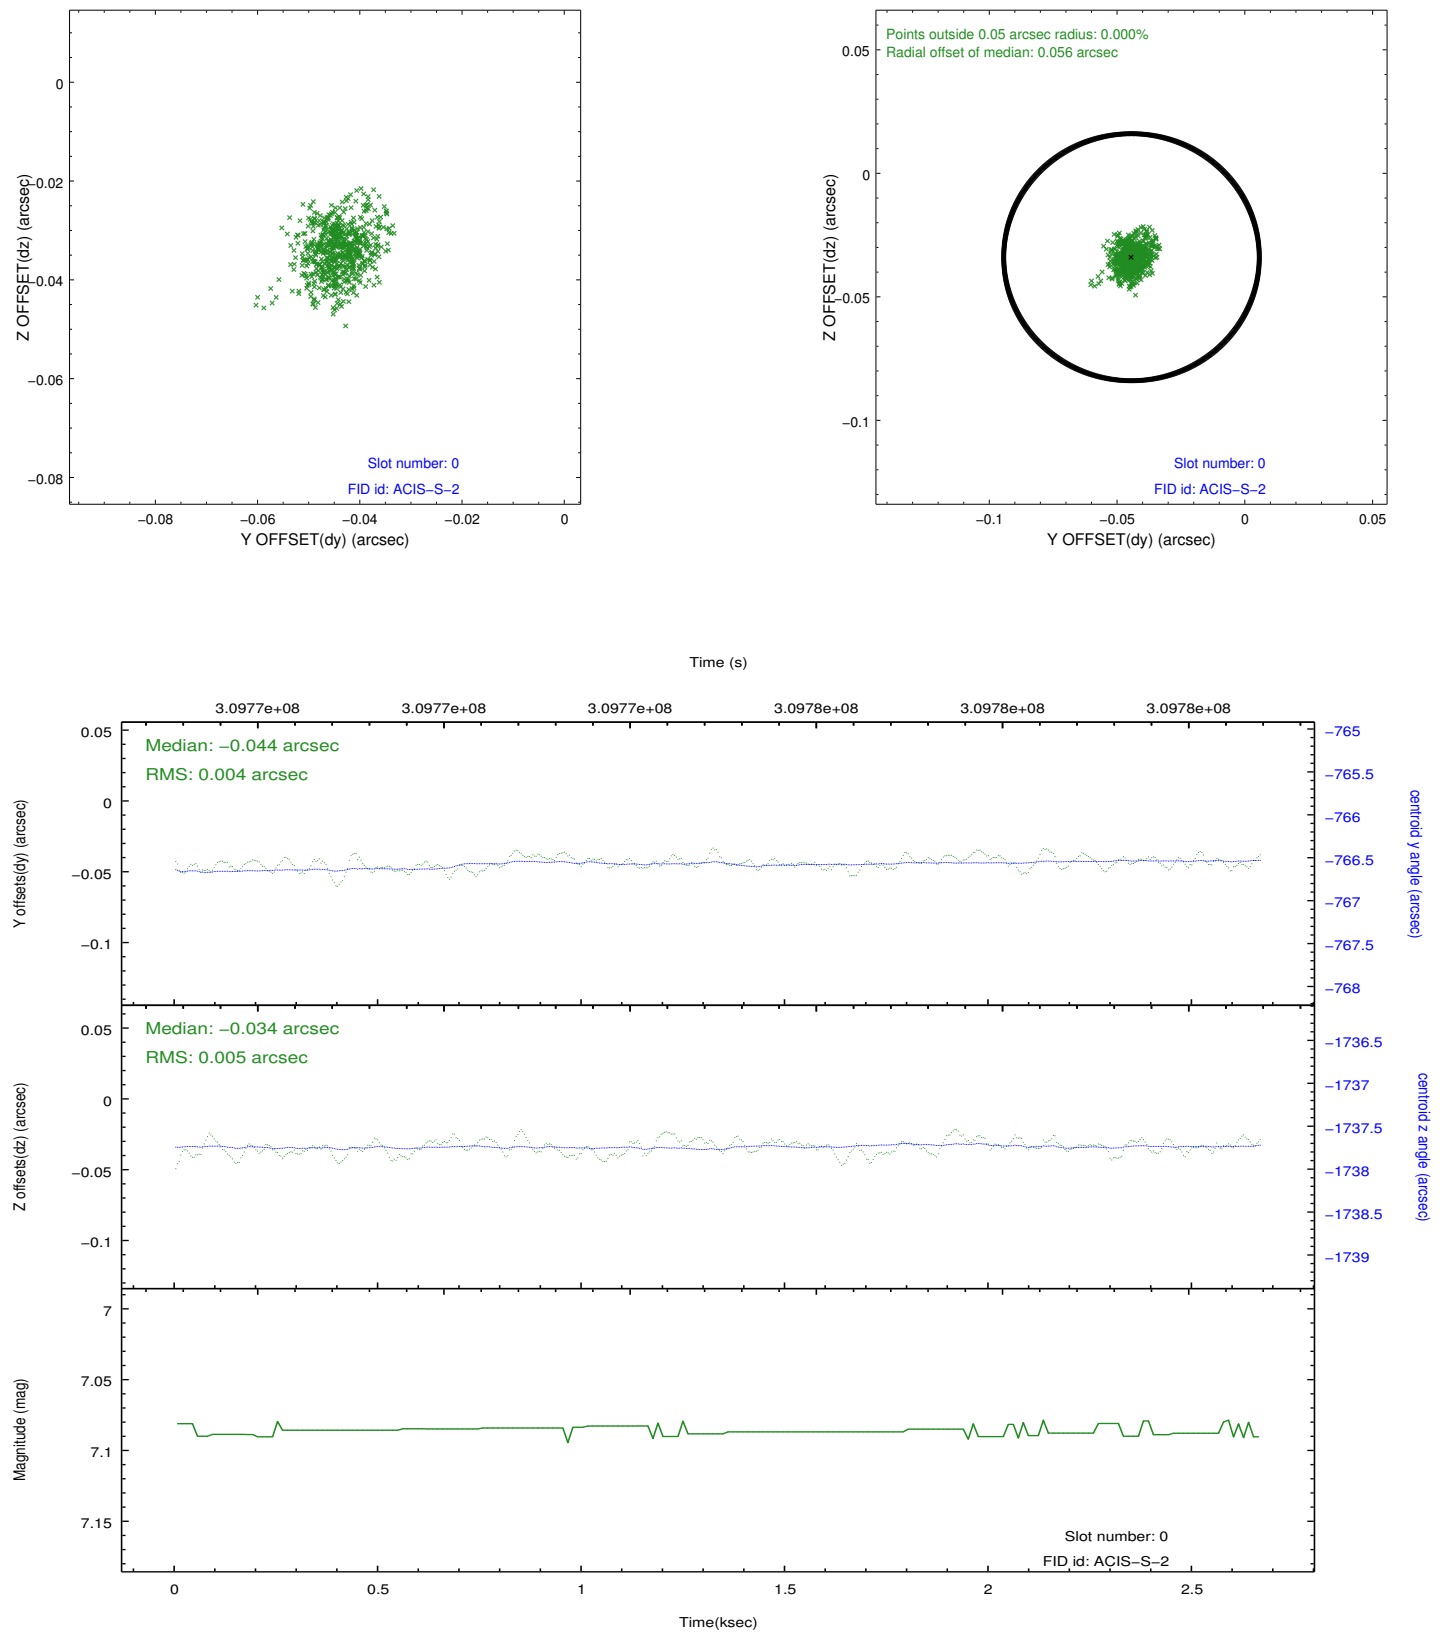 0
−0.02
−0.04
−0.06
−0.08
Z OFFSET(dz) (arcsec)
Slot number: 0
FID id: ACIS−S−2
−0.08
−0.06
−0.04
−0.02
0
Y OFFSET(dy) (arcsec)
Points outside 0.05 arcsec radius: 0.000%
Radial offset of median: 0.056 arcsec
0.05
0
−0.05
−0.1
Z OFFSET(dz) (arcsec)
Slot number: 0
FID id: ACIS−S−2
−0.1
−0.05
0
0.05
Y OFFSET(dy) (arcsec)
Time (s)
3.0977e+08
3.0977e+08
3.0977e+08
3.0978e+08
3.0978e+08
3.0978e+08
Median: −0.044 arcsec
RMS: 0.004 arcsec
0.05
0
−0.05
−0.1
Y offsets(dy) (arcsec)
−765
−765.5
−766
−766.5
−767
−767.5
−768
centroid y angle (arcsec)
Median: −0.034 arcsec
RMS: 0.005 arcsec
0.05
0
−0.05
−0.1
Z offsets(dz) (arcsec)
−1736.5
−1737
−1737.5
−1738
−1738.5
−1739
centroid z angle (arcsec)
7
7.05
7.1
7.15
Magnitude (mag)
Slot number: 0
FID id: ACIS−S−2
0
0.5
1
1.5
2
2.5
Time(ksec)